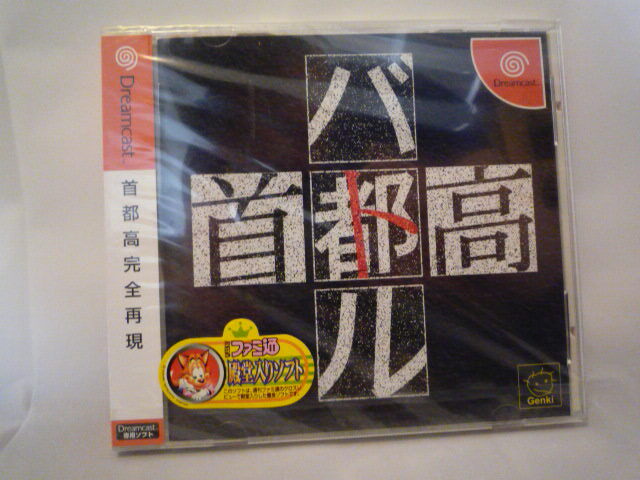 Dreamcast
首都高完全再現
Dreamcast
専用ソフト
バ
首都高
ト
ル
Dreamcast
ファミ通
殿堂入りソフト
Genki